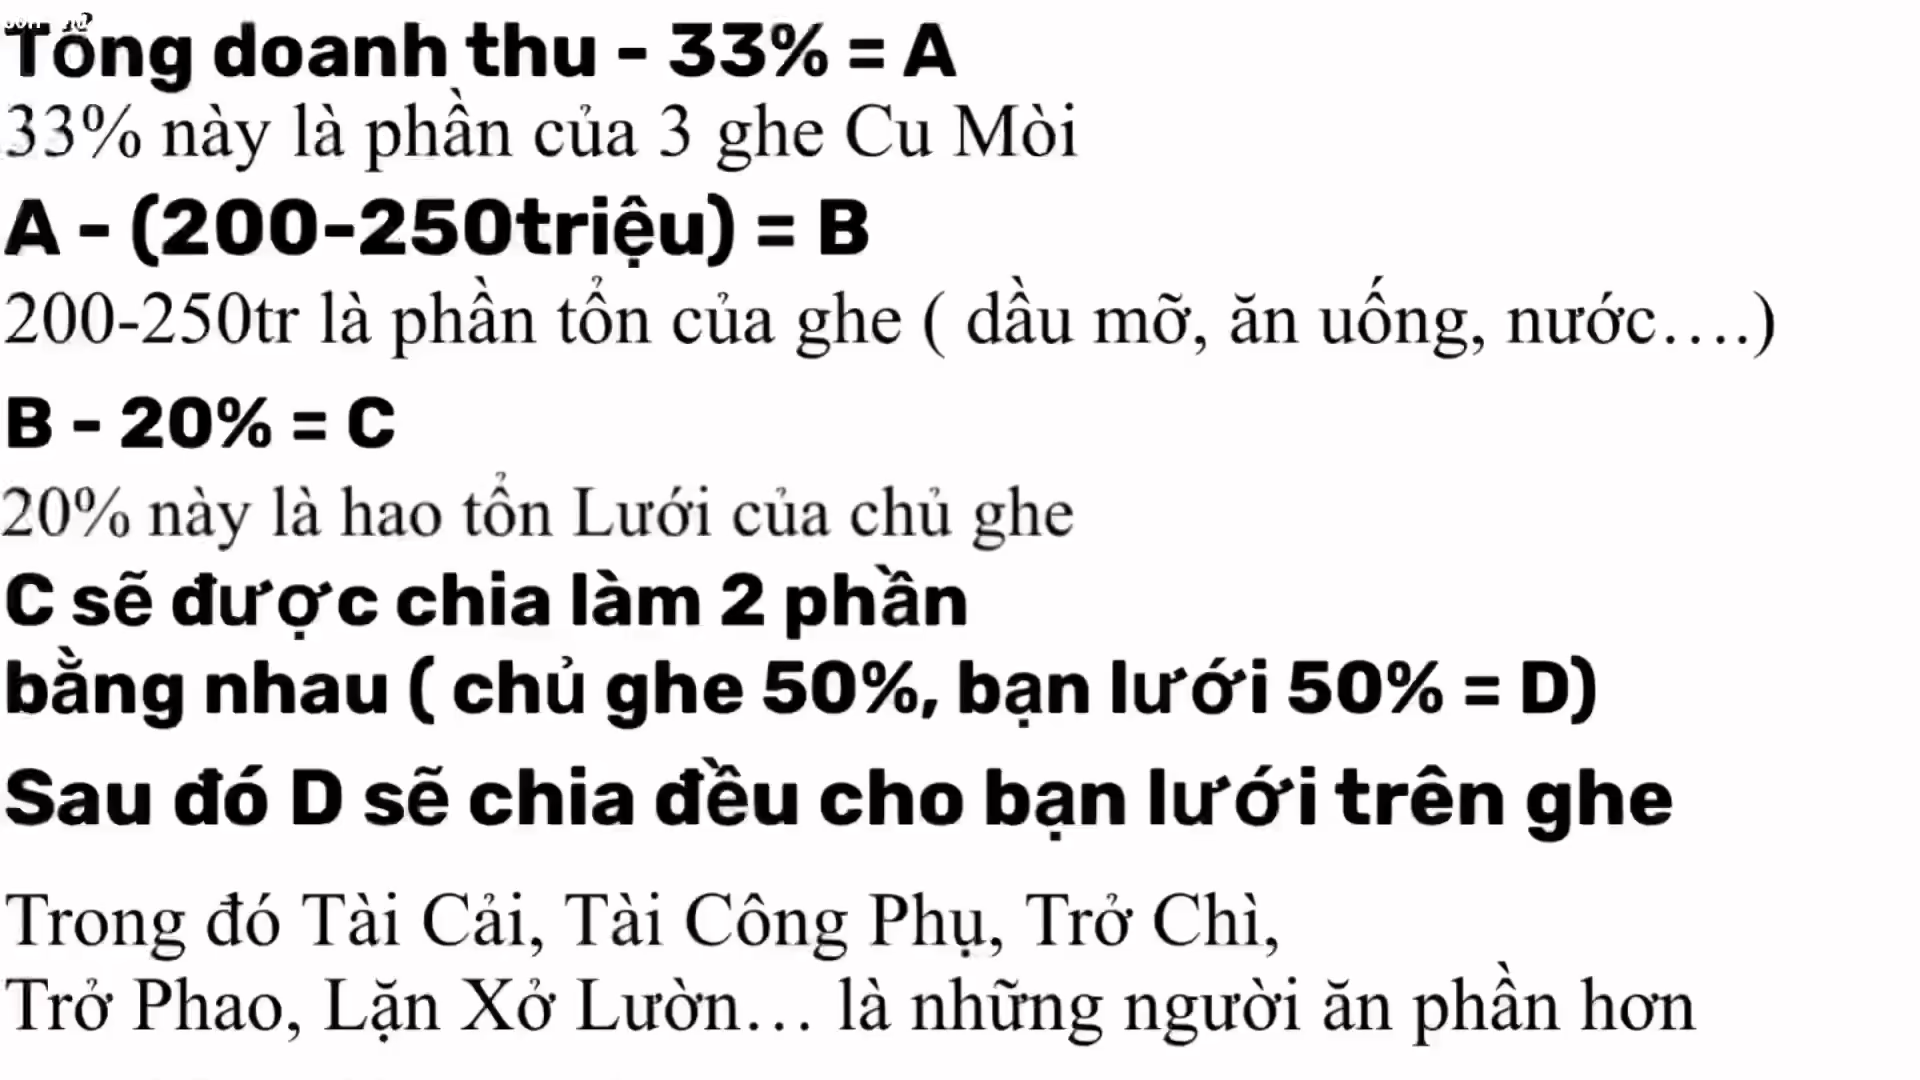 Tổng doanh thu - 33% = A
33% này là phần của 3 ghe Cu Mòi
A - (200-250triệu) = B
200-250tr là phần tổn của ghe ( dầu mỡ, ăn uống, nước….)
B - 20% = C
20% này là hao tổn Lưới của chủ ghe
C sẽ được chia làm 2 phần
bằng nhau ( chủ ghe 50%, bạn lưới 50% = D)
Sau đó D sẽ chia đều cho bạn lưới trên ghe
Trong đó Tài Cải, Tài Công Phụ, Trở Chì,
Trở Phao, Lặn Xở Lườn… là những người ăn phần hơn